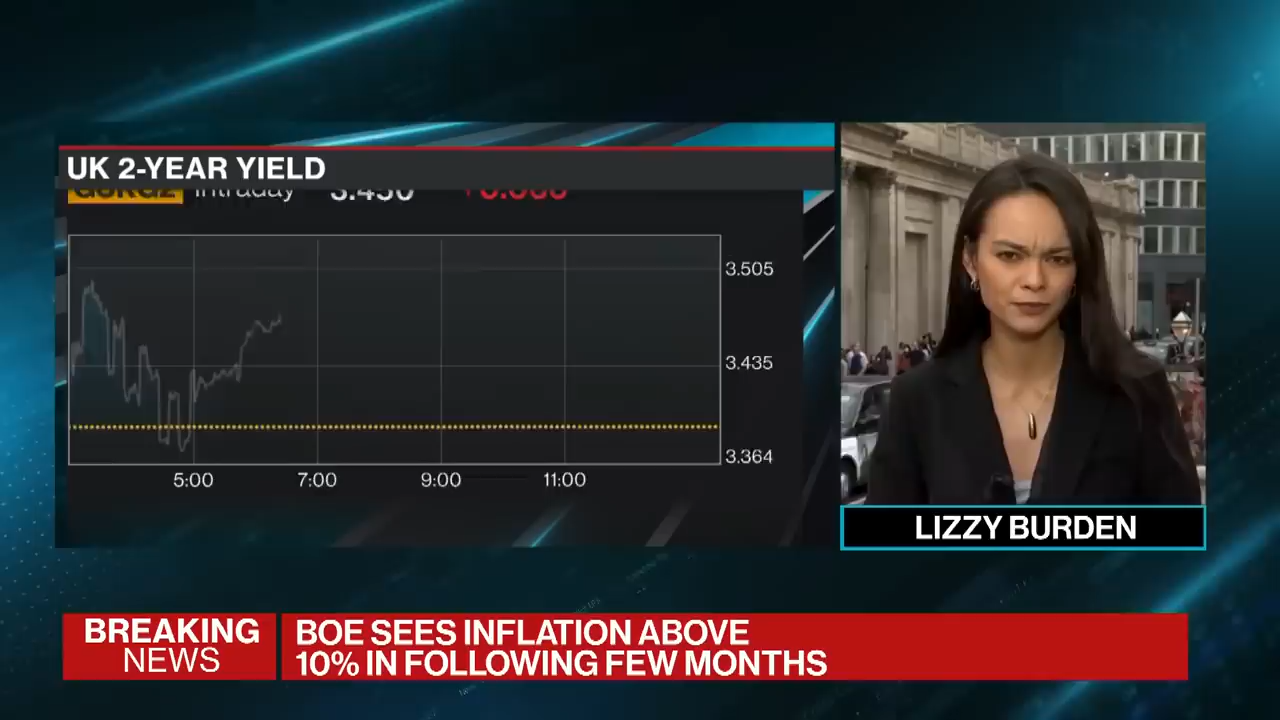 UK 2-YEAR YIELD
Intraday
3.505
3.435
3.364
5:00 7:00 9:00 11:00
LIZZY BURDEN
BREAKING
NEWS
BOE SEES INFLATION ABOVE
10% IN FOLLOWING FEW MONTHS